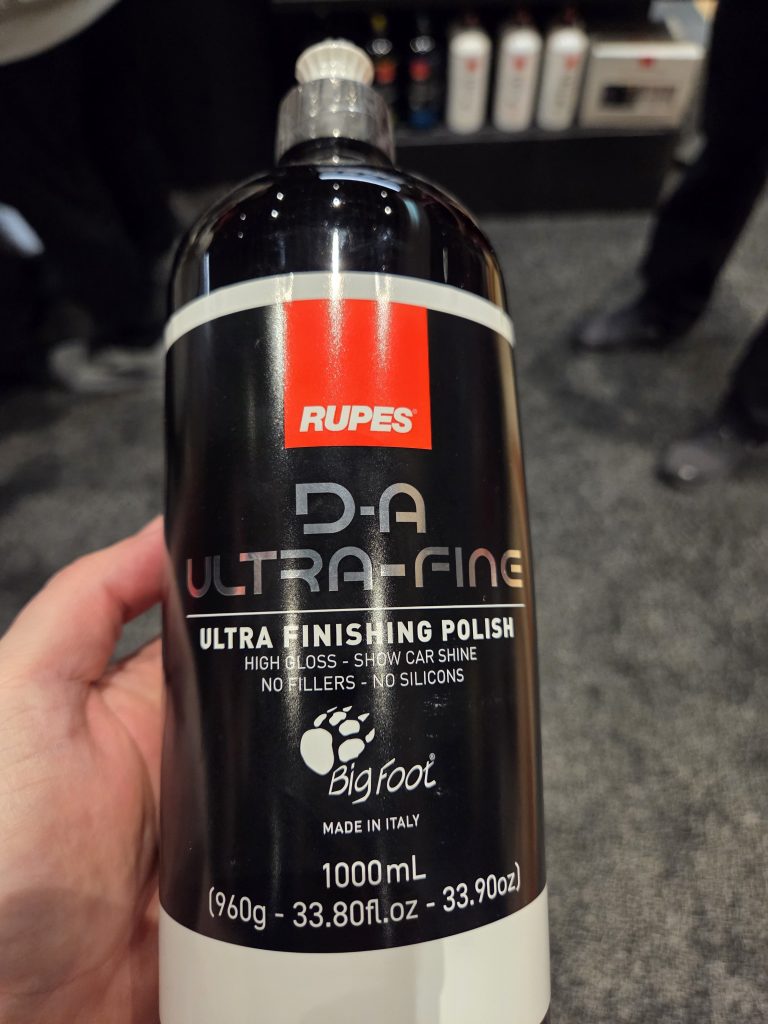 RUPES®
D-A
ULTRA-FINE
ULTRA FINISHING POLISH
HIGH GLOSS - SHOW CAR SHINE
NO FILLERS - NO SILICONS
BigFoot®
MADE IN ITALY
1000mL
(960g - 33.80fl.oz - 33.90oz)